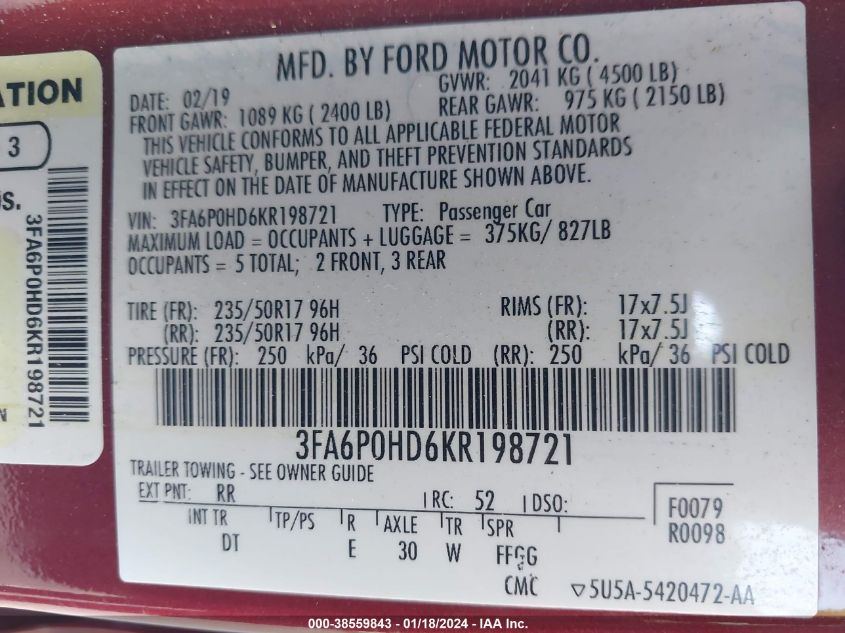 ATION
3
S.
3FA6P0HD6KR198721
N
MFD. BY FORD MOTOR CO.
DATE: 02/19 GVWR: 2041 KG ( 4500 LB)
FRONT GAWR: 1089 KG ( 2400 LB) REAR GAWR: 975 KG ( 2150 LB)
THIS VEHICLE CONFORMS TO ALL APPLICABLE FEDERAL MOTOR
VEHICLE SAFETY, BUMPER, AND THEFT PREVENTION STANDARDS
IN EFFECT ON THE DATE OF MANUFACTURE SHOWN ABOVE.
VIN: 3FA6P0HD6KR198721 TYPE: Passenger Car
MAXIMUM LOAD = OCCUPANTS + LUGGAGE = 375KG/ 827LB
OCCUPANTS = 5 TOTAL; 2 FRONT, 3 REAR
TIRE (FR): 235/50R17 96H RIMS (FR): 17x7.5J
(RR): 235/50R17 96H (RR): 17x7.5J
PRESSURE (FR): 250 kPa/ 36 PSI COLD (RR): 250 kPa/ 36 PSI COLD
3FA6P0HD6KR198721
TRAILER TOWING - SEE OWNER GUIDE
EXT PNT: RR RC: 52 DSO: F0079
INT TR TP/PS R AXLE TR SPR R0098
DT E 30 W FFGG
CMC ▽5U5A-5420472-AA
000-38559843 - 01/18/2024 - IAA Inc.